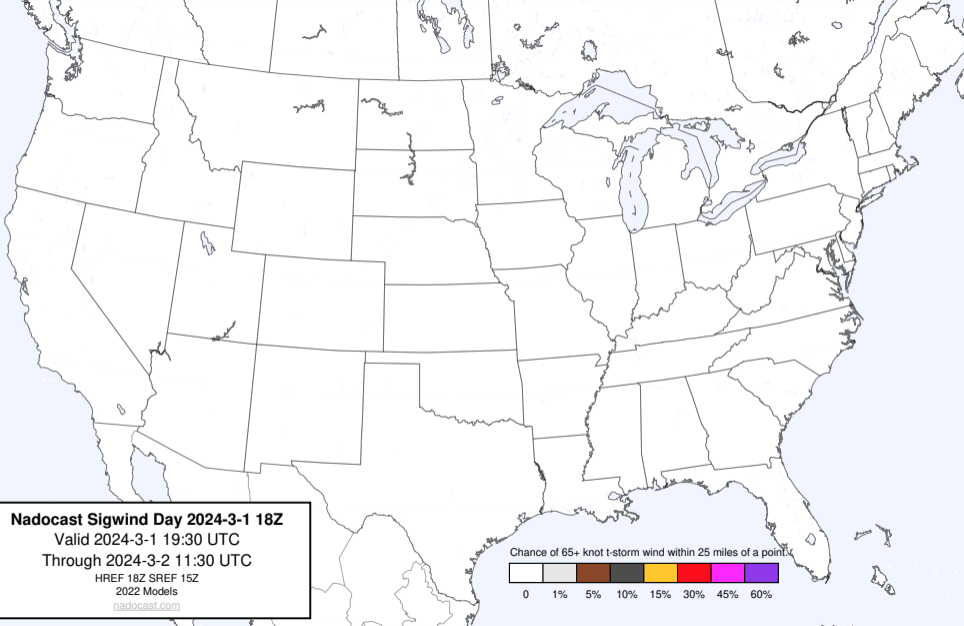 Nadocast Sigwind Day 2024-3-1 18Z
Valid 2024-3-1 19:30 UTC
Through 2024-3-2 11:30 UTC
HREF 18Z SREF 15Z
2022 Models
nadocast.com
Chance of 65+ knot t-storm wind within 25 miles of a point.
0 1% 5% 10% 15% 30% 45% 60%